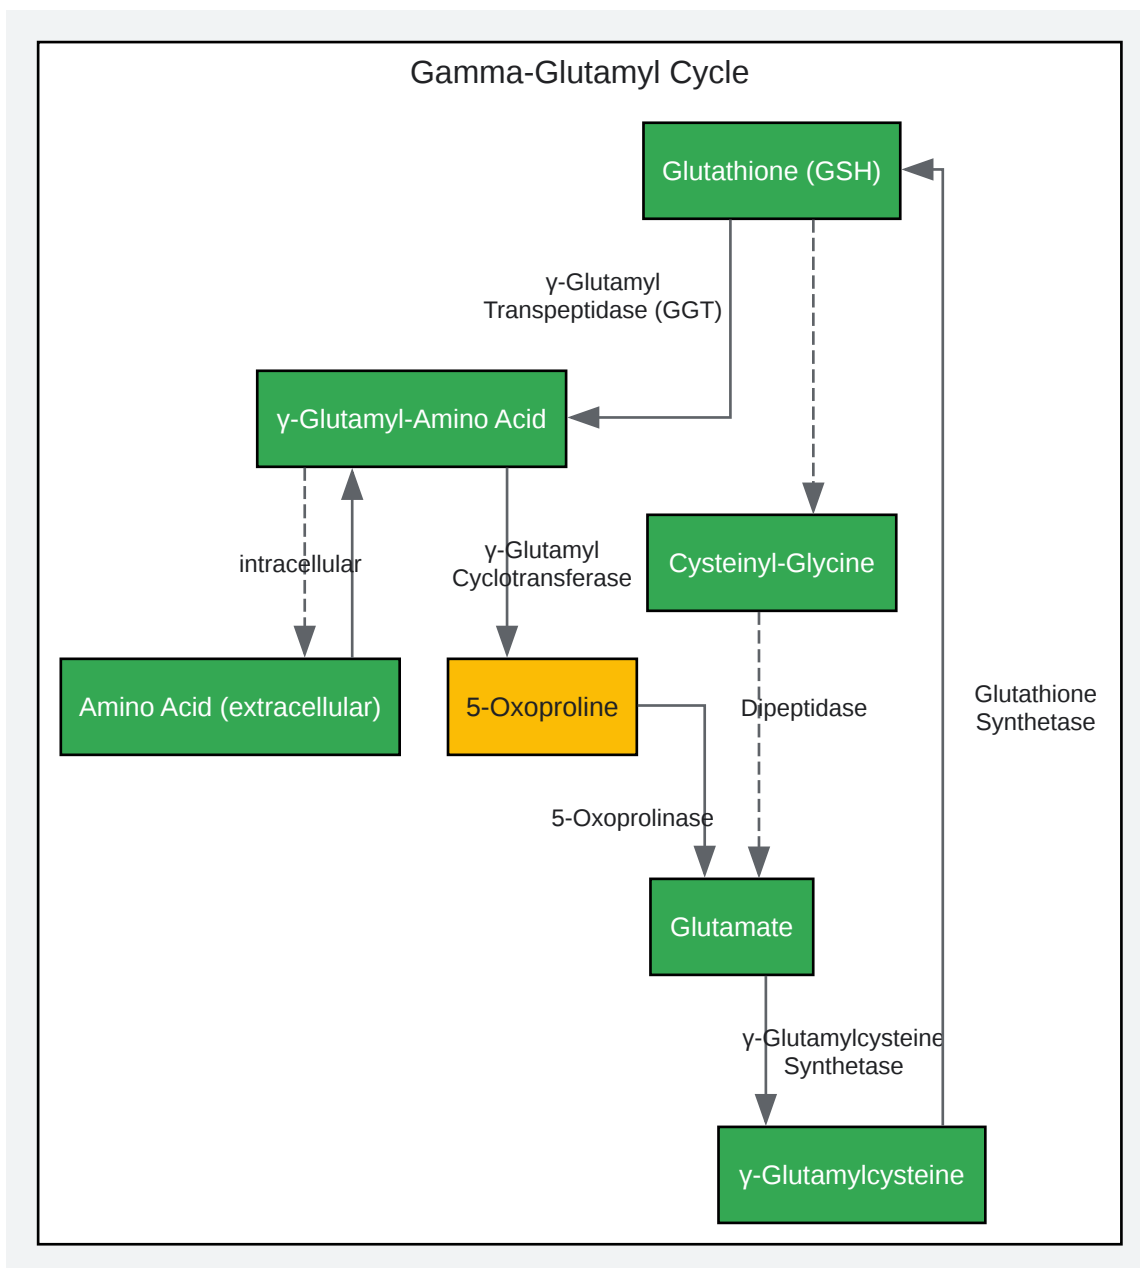 Gamma-Glutamyl Cycle
Glutathione (GSH)
γ-Glutamyl
Transpeptidase (GGT)
γ-Glutamyl-Amino Acid
intracellular
γ-Glutamyl
Cyclotransferase
Cysteinyl-Glycine
Amino Acid (extracellular)
5-Oxoproline
Dipeptidase
Glutathione
Synthetase
5-Oxoprolinase
Glutamate
γ-Glutamylcysteine
Synthetase
γ-Glutamylcysteine